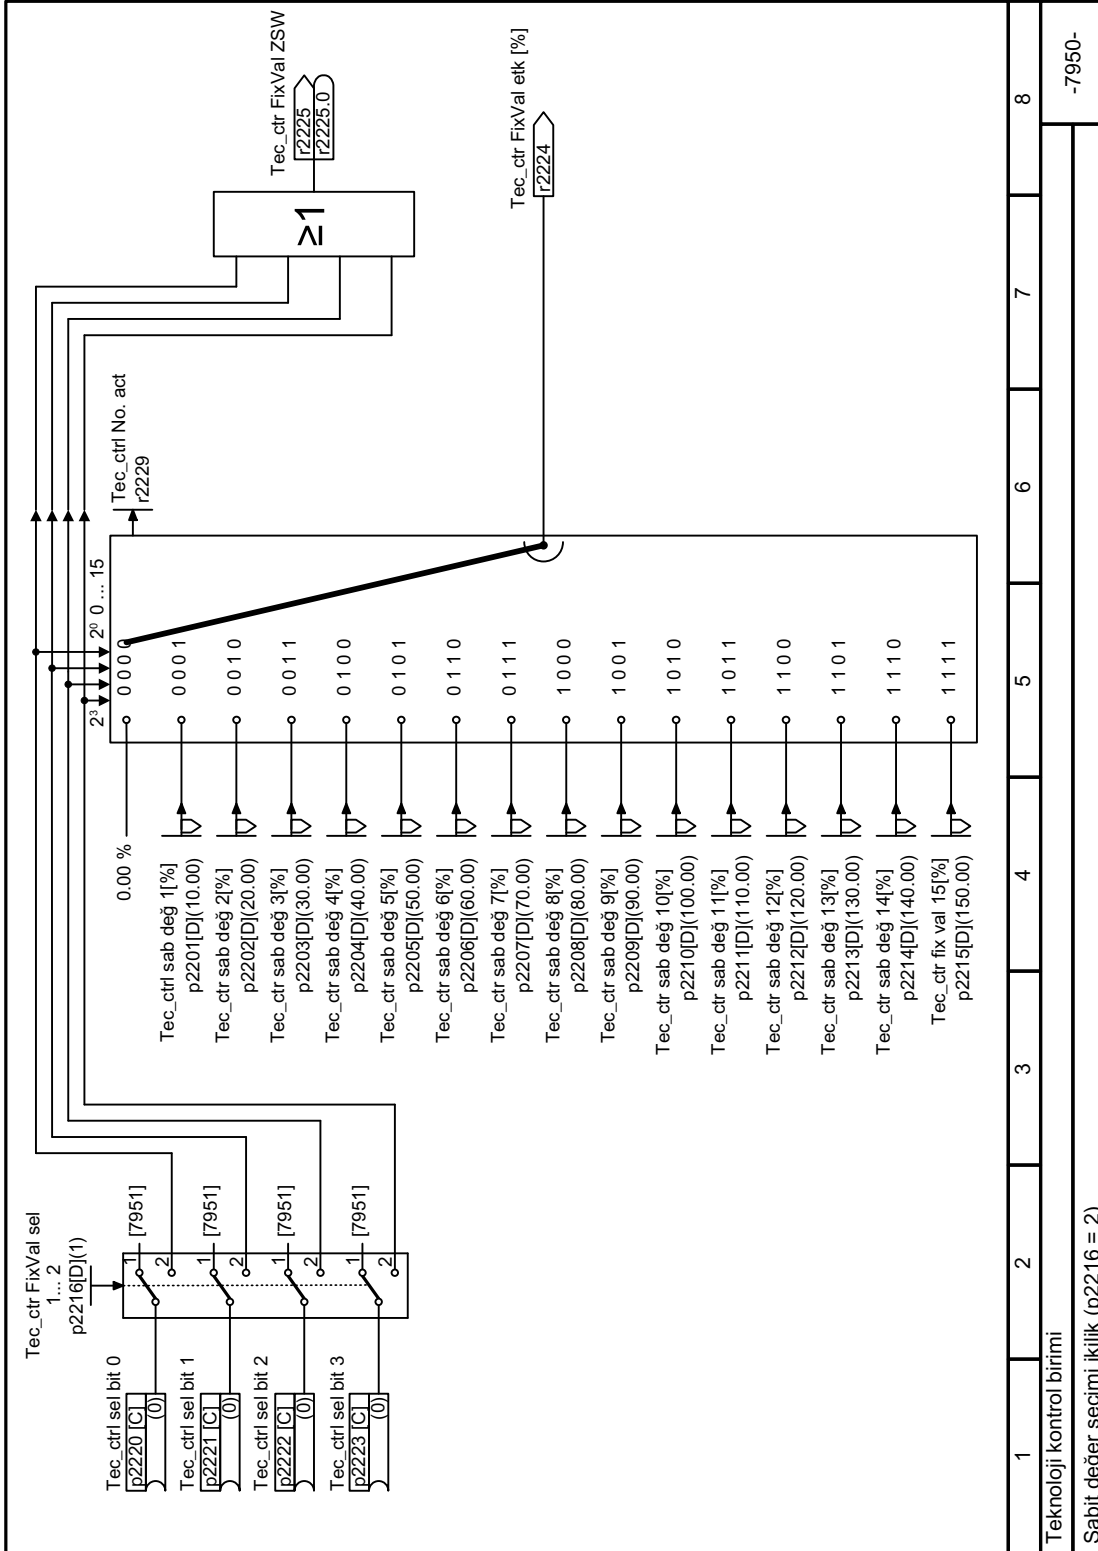 Tec_ctr FixVal sel
1... 2
p2216[D](1)
Tec_ctrl sel bit 0
p2220 [C]
(0)
Tec_ctrl sel bit 1
p2221 [C]
(0)
Tec_ctrl sel bit 2
p2222 [C]
(0)
Tec_ctrl sel bit 3
p2223 [C]
(0)
1 [7951]
2
1 [7951]
2
1 [7951]
2
1 [7951]
2
0.00 %
Tec_ctrl sab değ 1[%]
p2201[D](10.00)
Tec_ctr sab değ 2[%]
p2202[D](20.00)
Tec_ctr sab değ 3[%]
p2203[D](30.00)
Tec_ctr sab değ 4[%]
p2204[D](40.00)
Tec_ctr sab değ 5[%]
p2205[D](50.00)
Tec_ctr sab değ 6[%]
p2206[D](60.00)
Tec_ctr sab değ 7[%]
p2207[D](70.00)
Tec_ctr sab değ 8[%]
p2208[D](80.00)
Tec_ctr sab değ 9[%]
p2209[D](90.00)
Tec_ctr sab değ 10[%]
p2210[D](100.00)
Tec_ctr sab değ 11[%]
p2211[D](110.00)
Tec_ctr sab değ 12[%]
p2212[D](120.00)
Tec_ctr sab değ 13[%]
p2213[D](130.00)
Tec_ctr sab değ 14[%]
p2214[D](140.00)
Tec_ctr fix val 15[%]
p2215[D](150.00)
2³ 2⁰ 0 ... 15
0 0 0 0
0 0 0 1
0 0 1 0
0 0 1 1
0 1 0 0
0 1 0 1
0 1 1 0
0 1 1 1
1 0 0 0
1 0 0 1
1 0 1 0
1 0 1 1
1 1 0 0
1 1 0 1
1 1 1 0
1 1 1 1
Tec_ctrl No. act
r2229
≥1
Tec_ctr FixVal ZSW
r2225
r2225.0
Tec_ctr FixVal etk [%]
r2224
1 2 3 4 5 6 7 8
Teknoloji kontrol birimi
-7950-
Sabit değer seçimi ikilik (p2216 = 2)